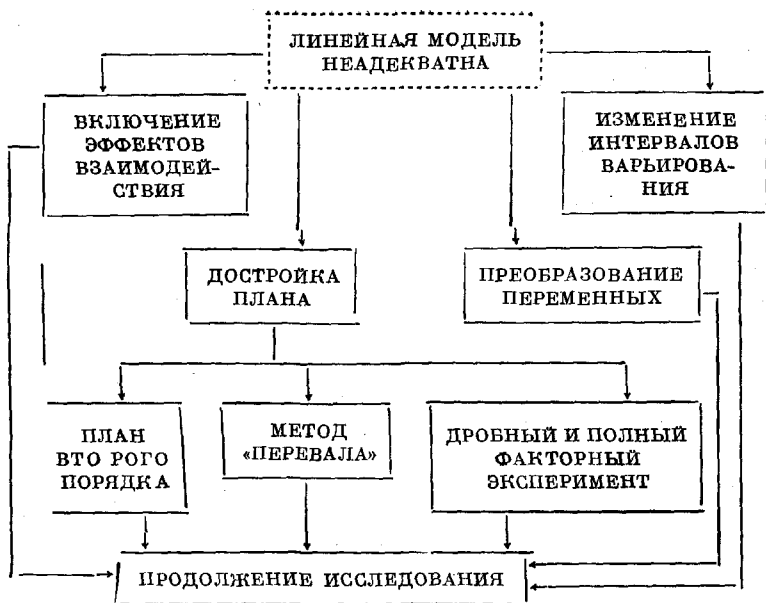 ЛИНЕЙНАЯ МОДЕЛЬ
НЕАДЕКВАТНА
ВКЛЮЧЕНИЕ
ЭФФЕКТОВ
ВЗАИМОДЕЙ-
СТВИЯ
ИЗМЕНЕНИЕ
ИНТЕРВАЛОВ
ВАРЬИРОВА-
НИЯ
ДОСТРОЙКА
ПЛАНА
ПРЕОБРАЗОВАНИЕ
ПЕРЕМЕННЫХ
ПЛАН
ВТО РОГО
ПОРЯДКА
МЕТОД
«ПЕРЕВАЛА»
ДРОБНЫЙ И ПОЛНЫЙ
ФАКТОРНЫЙ
ЭКСПЕРИМЕНТ
ПРОДОЛЖЕНИЕ ИССЛЕДОВАНИЯ